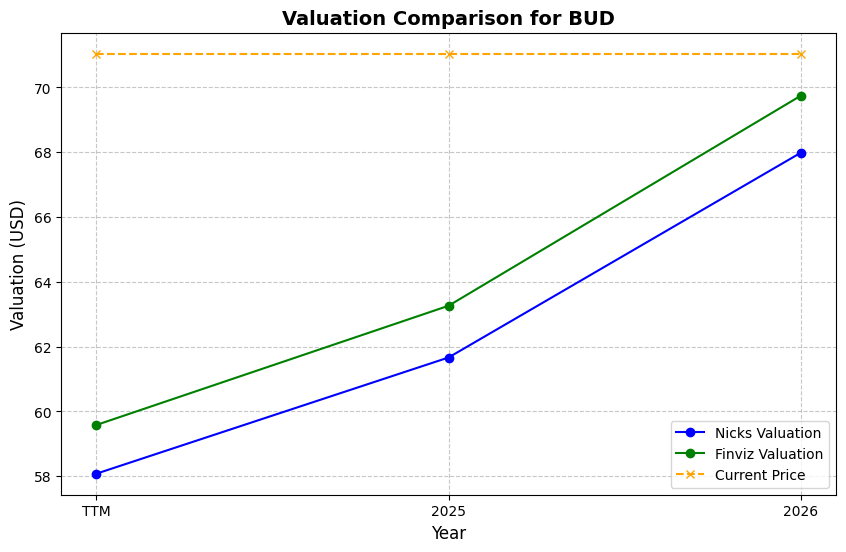 Valuation Comparison for BUD
Valuation (USD)
70
68
66
64
62
60
58
TTM
2025
2026
Year
Nicks Valuation
Finviz Valuation
Current Price